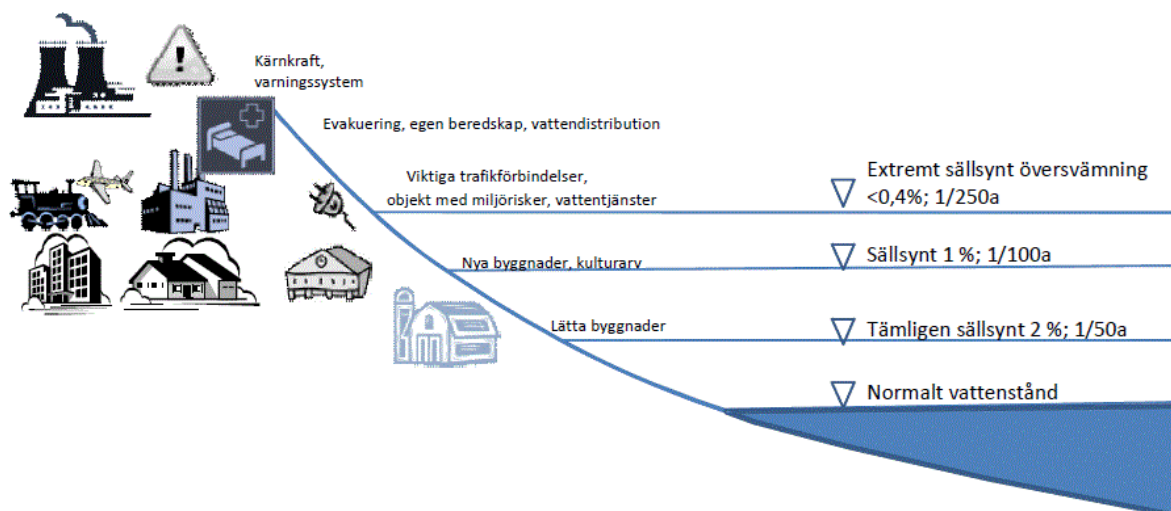 Kärnkraft,
varningssystem
Evakuering, egen beredskap, vattendistribution
Viktiga trafikförbindelser,
objekt med miljörisker, vattentjänster
Extremt sällsynt översvämning
<0,4%; 1/250a
Nya byggnader, kulturarv
Sällsynt 1 %; 1/100a
Lätta byggnader
Tämligen sällsynt 2 %; 1/50a
Normalt vattenstånd